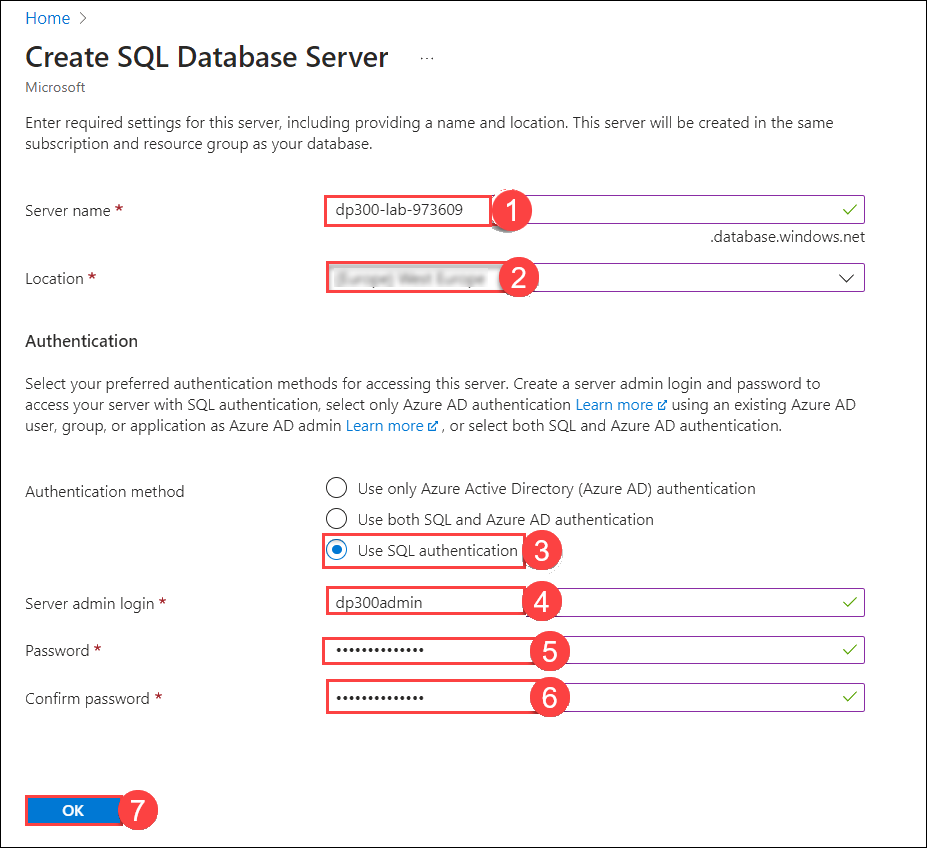 Home >
Create SQL Database Server ...
Microsoft
Enter required settings for this server, including providing a name and location. This server will be created in the same
subscription and resource group as your database.
Server name *
dp300-lab-973609
1
.database.windows.net
Location *
2
Authentication
Select your preferred authentication methods for accessing this server. Create a server admin login and password to
access your server with SQL authentication, select only Azure AD authentication Learn more using an existing Azure AD
user, group, or application as Azure AD admin Learn more , or select both SQL and Azure AD authentication.
Authentication method
Use only Azure Active Directory (Azure AD) authentication
Use both SQL and Azure AD authentication
Use SQL authentication
3
Server admin login *
dp300admin
4
Password *
••••••••••••••
5
Confirm password *
••••••••••••••
6
OK
7